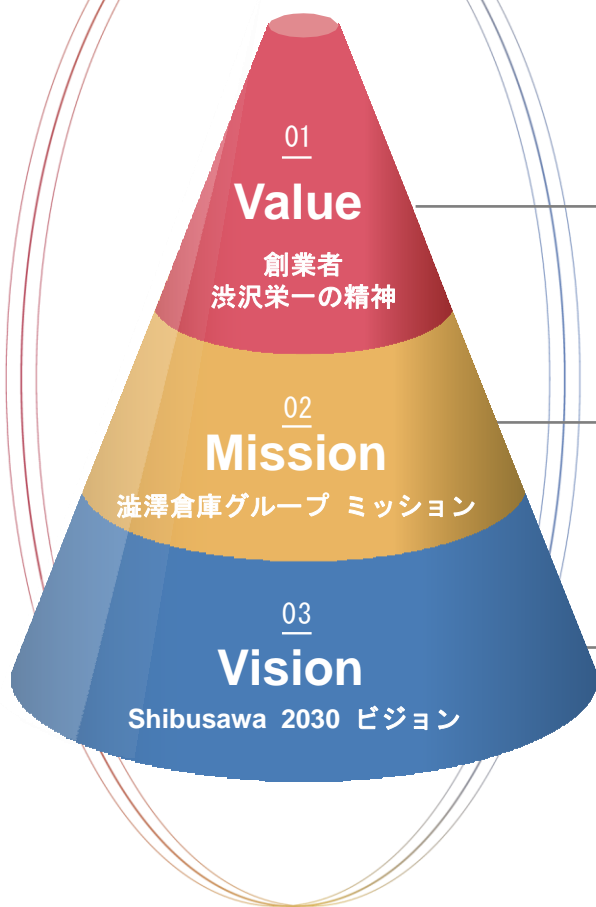 01
Value
創業者
渋沢栄一の精神
02
Mission
澁澤倉庫グループ ミッション
03
Vision
Shibusawa 2030 ビジョン